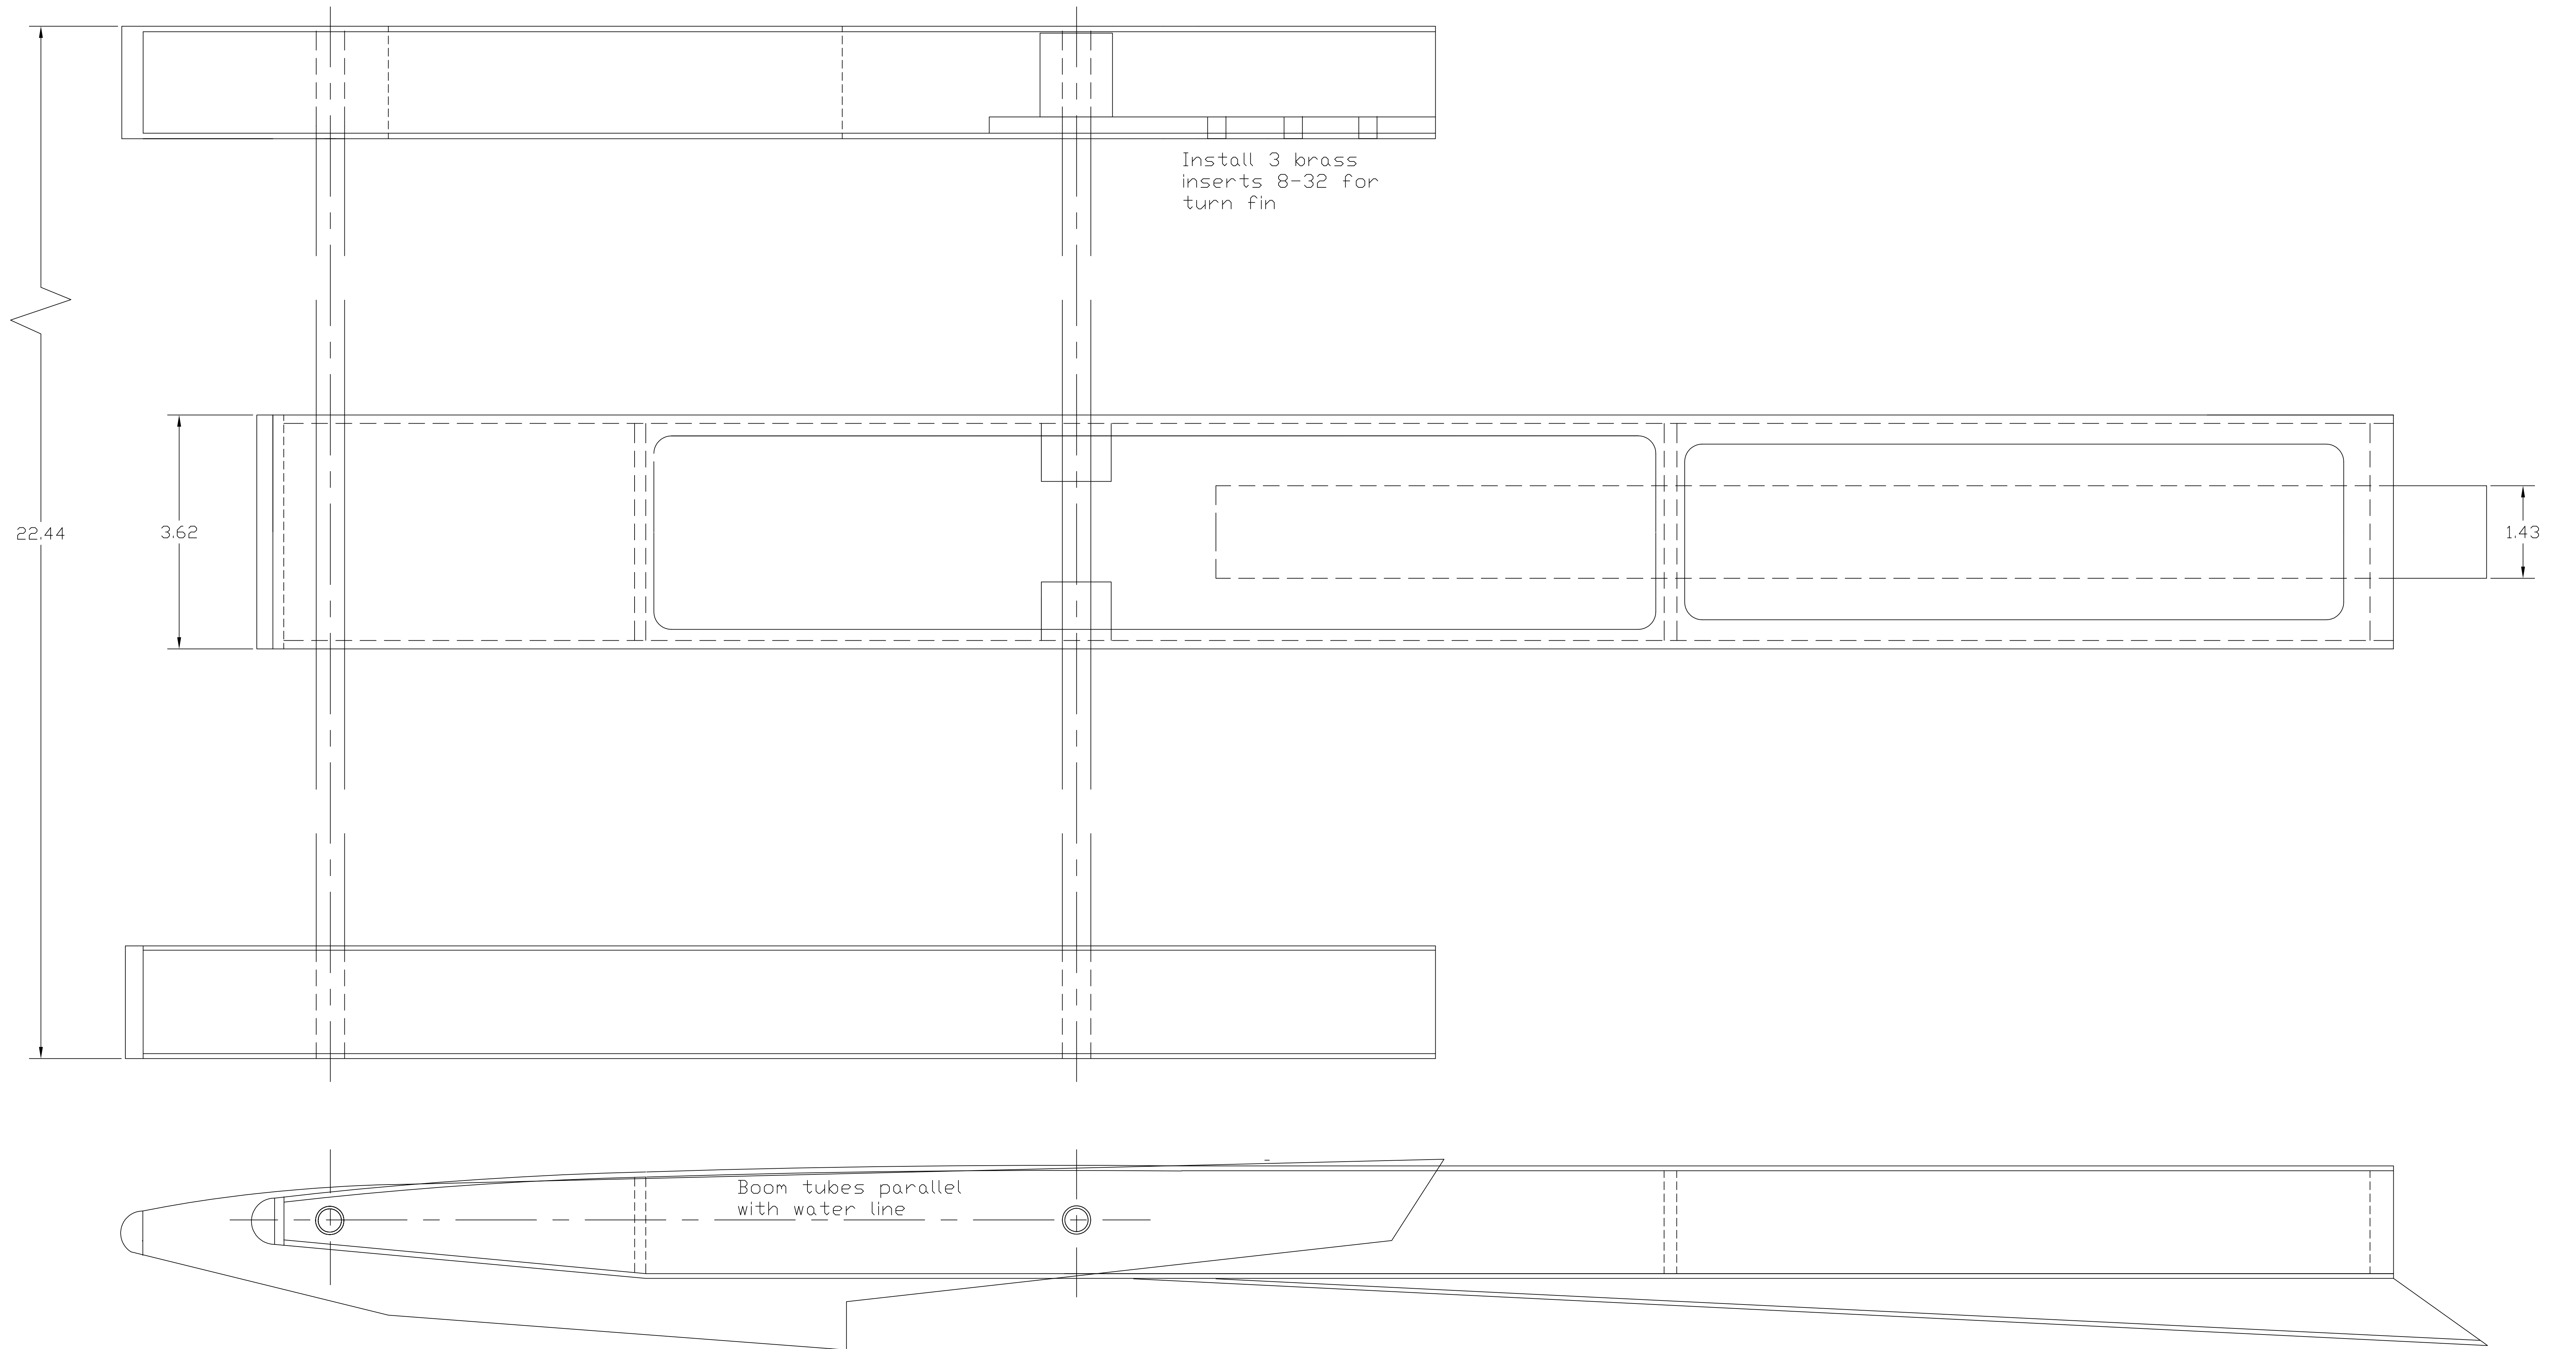 Install 3 brass
inserts 8-32 for
turn fin
22.44
3.62
1.43
Boom tubes parallel
with water line